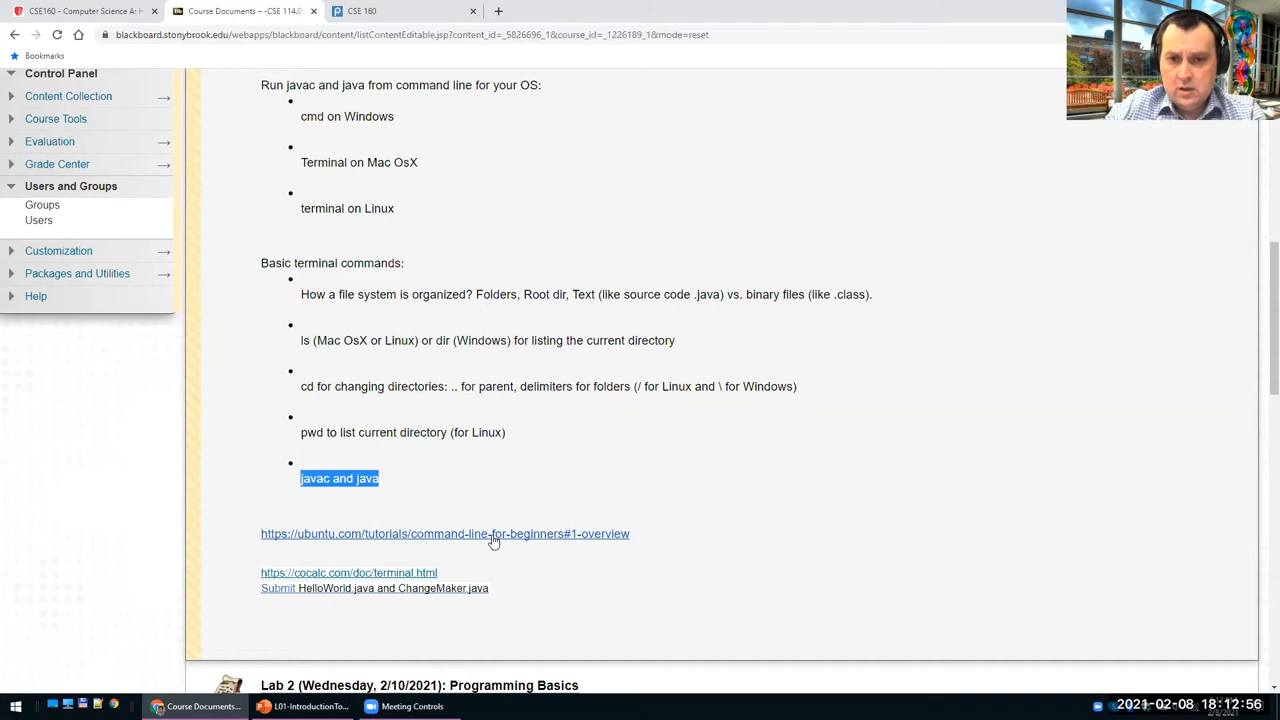 CSE160 - Computer Science A: H
Course Documents – -CSE 114.0
CSE 160
blackboard.stonybrook.edu/webapps/blackboard/content/listContentEditable.jsp?content_id=_5826696_1&course_id=_1226189_1&mode=reset
Bookmarks
Control Panel
Content Collection
Course Tools
Evaluation
Grade Center
Users and Groups
Groups
Users
Customization
Packages and Utilities
Help
Run javac and java from command line for your OS:
cmd on Windows
Terminal on Mac OsX
terminal on Linux
Basic terminal commands:
How a file system is organized? Folders, Root dir, Text (like source code .java) vs. binary files (like .class).
ls (Mac OsX or Linux) or dir (Windows) for listing the current directory
cd for changing directories: .. for parent, delimiters for folders (/ for Linux and \ for Windows)
pwd to list current directory (for Linux)
javac and java
https://ubuntu.com/tutorials/command-line-for-beginners#1-overview
https://cocalc.com/doc/terminal.html
Submit HelloWorld.java and ChangeMaker.java
Lab 2 (Wednesday, 2/10/2021): Programming Basics
Course Documents...
L01-IntroductionTo...
Meeting Controls
2021-02-08 18:12:56
2/8/2021